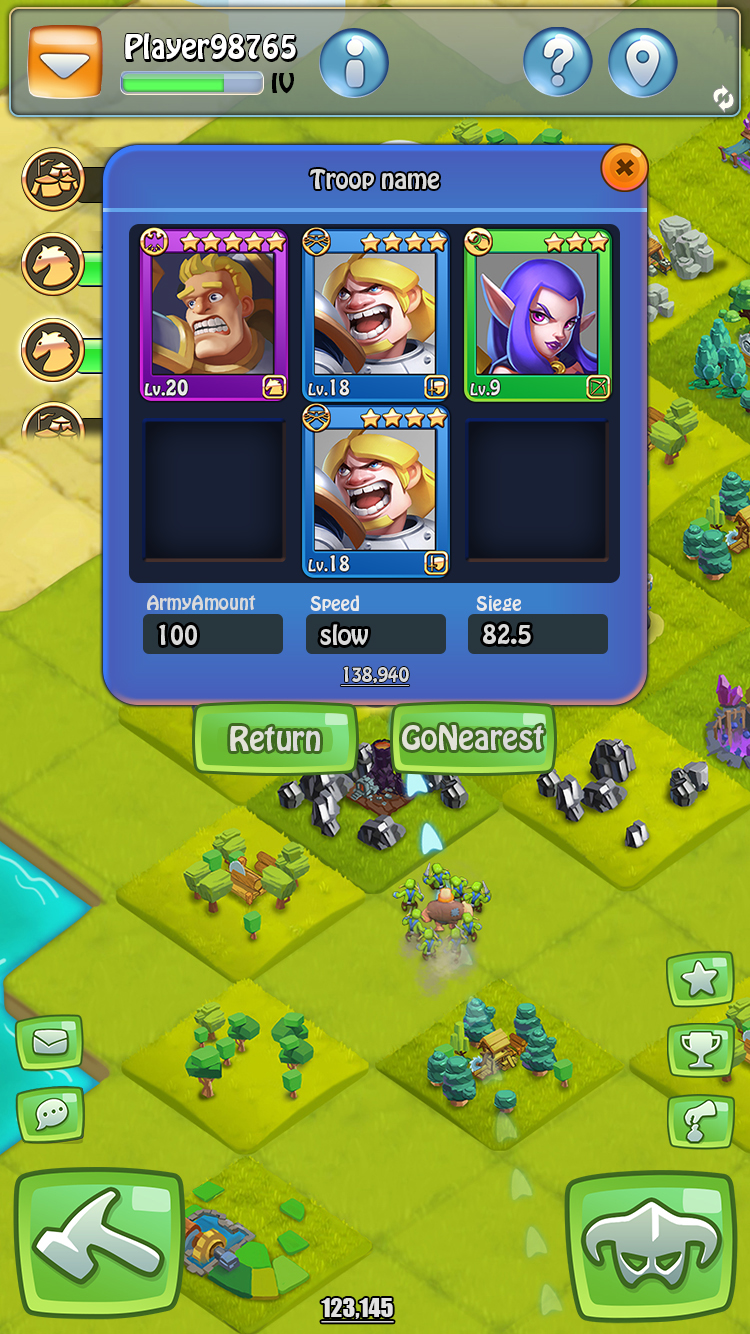 Player98765
IV
Troop name
Lv.20
Lv.18
Lv.9
Lv.18
ArmyAmount Speed Siege
100 slow 82.5
138,940
Return GoNearest
123,145